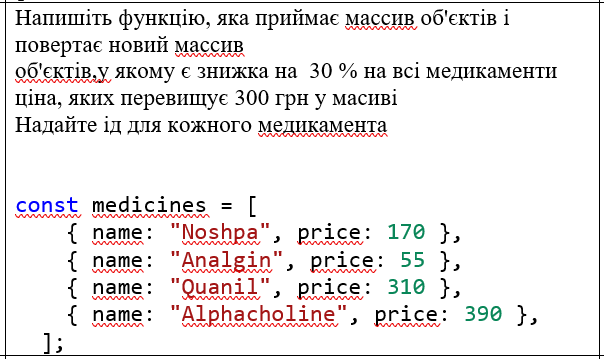 Напишіть функцію, яка приймає массив об'єктів і
повертає новий массив
об'єктів,у якому є знижка на  30 % на всі медикаменти
ціна, яких перевищує 300 грн у масиві
Надайте ід для кожного медикамента
const medicines = [
    { name: "Noshpa", price: 170 },
    { name: "Analgin", price: 55 },
    { name: "Quanil", price: 310 },
    { name: "Alphacholine", price: 390 },
  ];